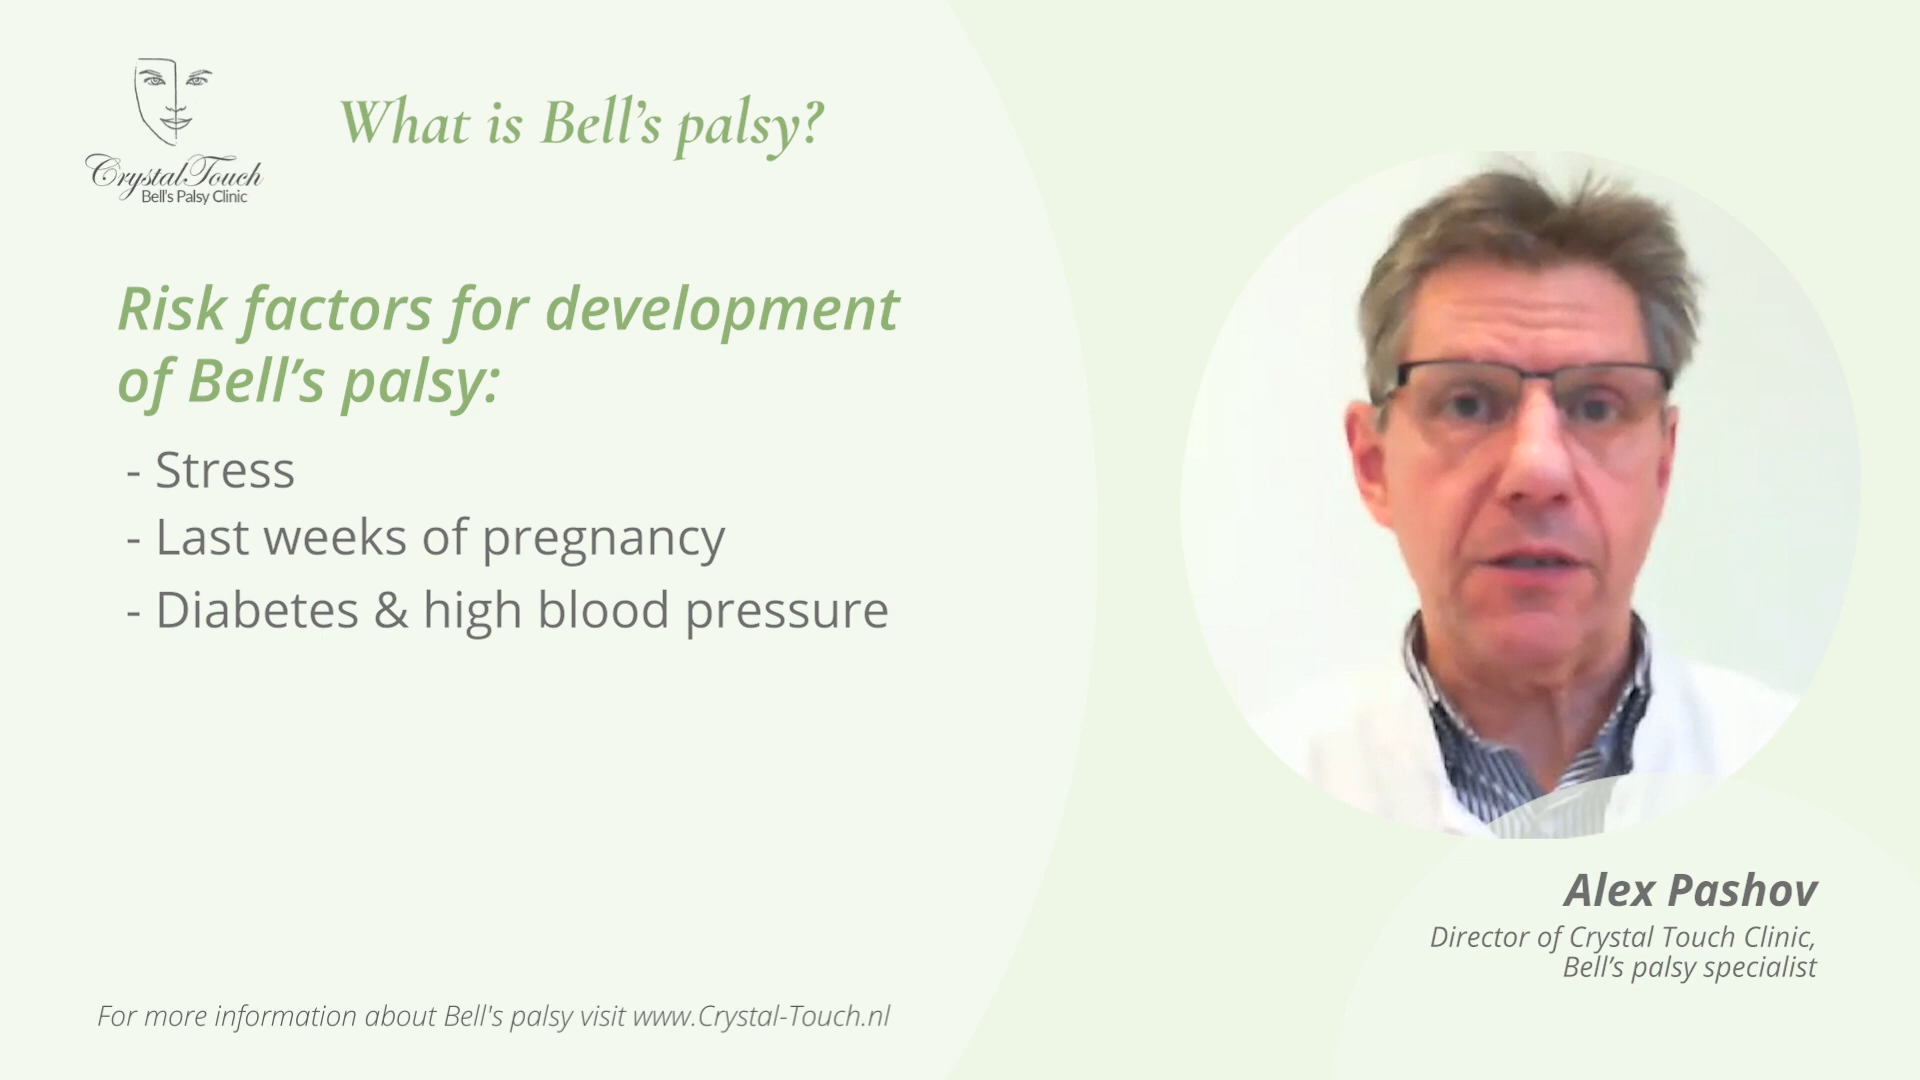 What is Bell’s palsy?
Crystal Touch
Bell's Palsy Clinic
Risk factors for development
of Bell’s palsy:
- Stress
- Last weeks of pregnancy
- Diabetes & high blood pressure
Alex Pashov
Director of Crystal Touch Clinic,
Bell’s palsy specialist
For more information about Bell's palsy visit www.Crystal-Touch.nl